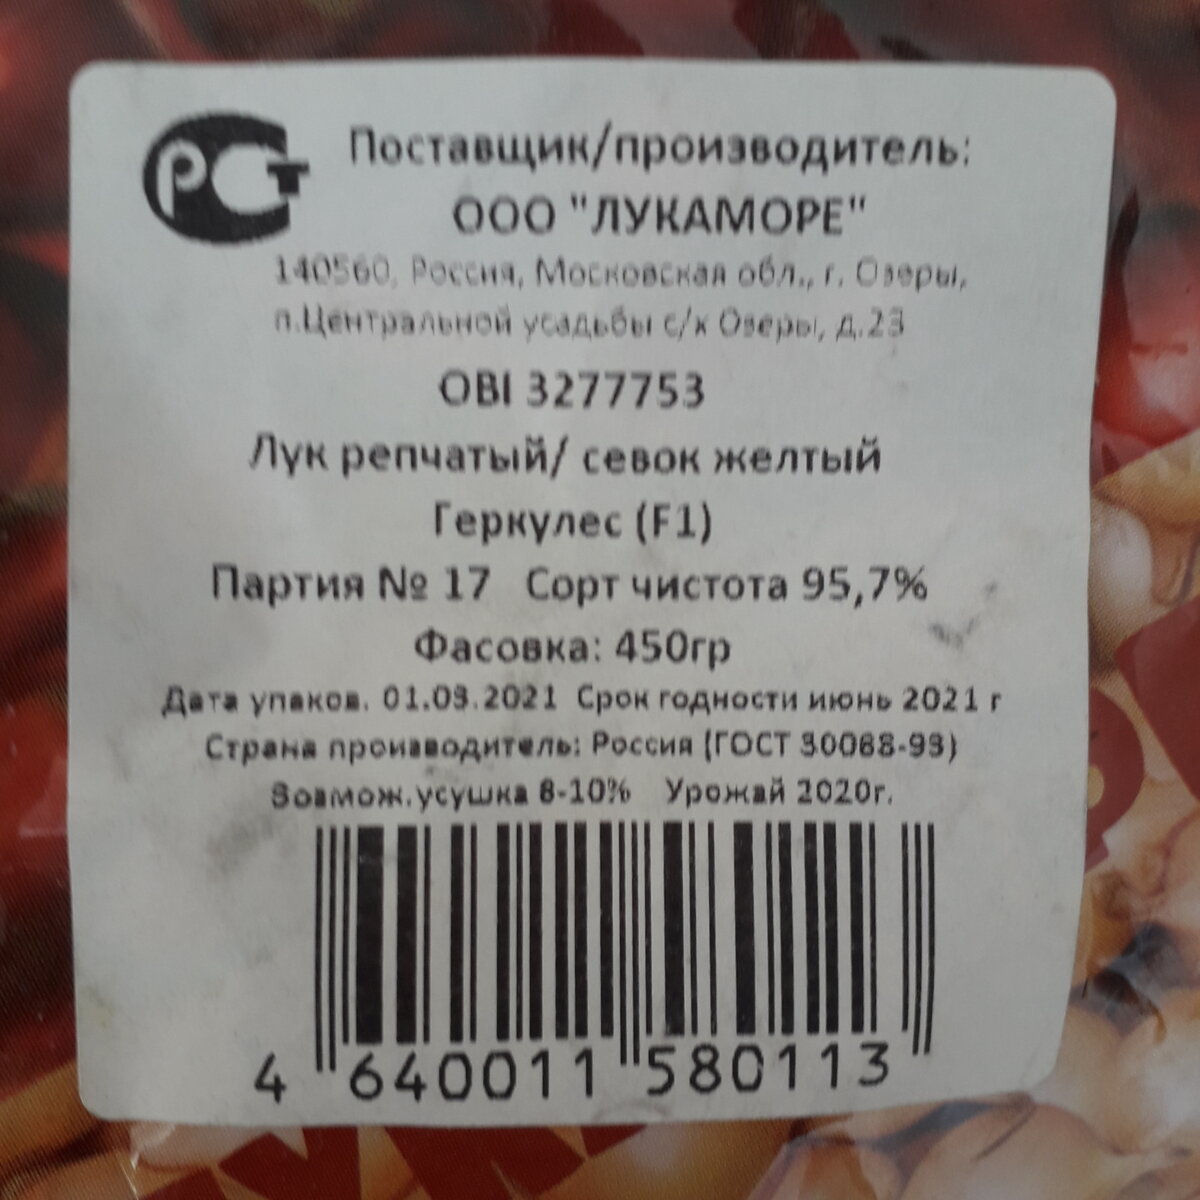 РСТ
Поставщик/производитель:
ООО "ЛУКАМОРЕ"
140560, Россия, Московская обл., г. Озеры,
п.Центральной усадьбы с/х Озеры, д.23
OBI 3277753
Лук репчатый/ севок желтый
Геркулес (F1)
Партия № 17 Сорт чистота 95,7%
Фасовка: 450гр
Дата упаков. 01.03.2021 Срок годности июнь 2021 г
Страна производитель: Россия (ГОСТ 30088-93)
Возмож.усушка 8-10% Урожай 2020г.
4 640011 580113